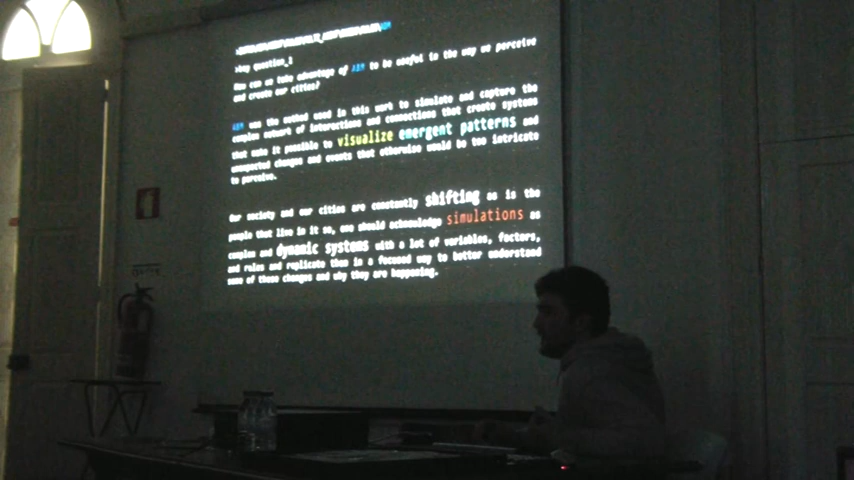 >key question_1
How can we take advantage of ABM to be useful in the way we perceive
and create our cities?
ABM was the method used in this work to simulate and capture the
complex network of interactions and connections that create systems
that make it possible to visualize emergent patterns and
unexpected changes and events that otherwise would be too intricate
to perceive.
Our society and our cities are constantly shifting as is the
people that live in it so, one should acknowledge simulations as
complex and dynamic systems with a lot of variables, factors,
and rules and replicate them in a focused way to better understand
some of those changes and why they are happening.